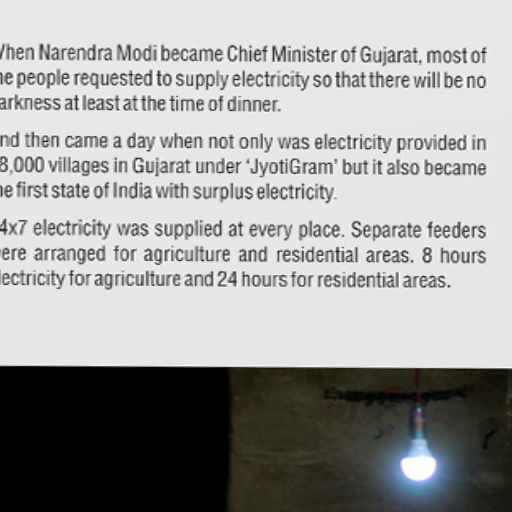 When Narendra Modi became Chief Minister of Gujarat, most of
he people requested to supply electricity so that there will be no
arkness at least at the time of dinner.
nd then came a day when not only was electricity provided in
8,000 villages in Gujarat under 'JyotiGram' but it also became
he first state of India with surplus electricity.
4x7 electricity was supplied at every place. Separate feeders
ere arranged for agriculture and residential areas. 8 hours
lectricity for agriculture and 24 hours for residential areas.